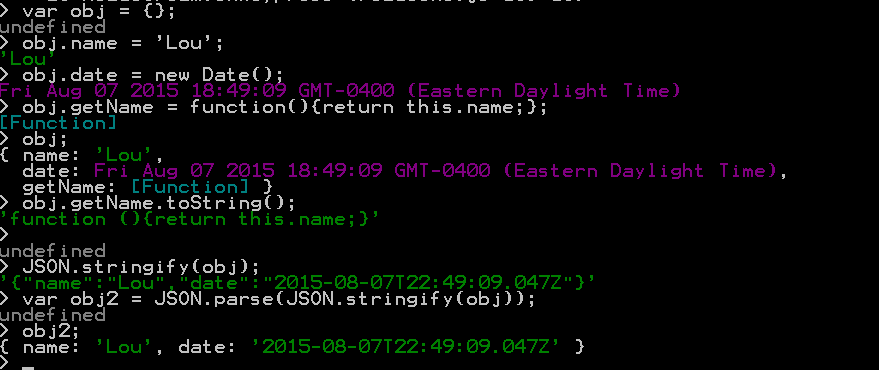 > var obj = {};
undefined
> obj.name = 'Lou';
'Lou'
> obj.date = new Date();
Fri Aug 07 2015 18:49:09 GMT-0400 (Eastern Daylight Time)
> obj.getName = function(){return this.name;};
[Function]
> obj;
{ name: 'Lou',
  date: Fri Aug 07 2015 18:49:09 GMT-0400 (Eastern Daylight Time),
  getName: [Function] }
> obj.getName.toString();
'function (){return this.name;}'
>
undefined
> JSON.stringify(obj);
'{"name":"Lou","date":"2015-08-07T22:49:09.047Z"}'
> var obj2 = JSON.parse(JSON.stringify(obj));
undefined
> obj2;
{ name: 'Lou', date: '2015-08-07T22:49:09.047Z' }
> _